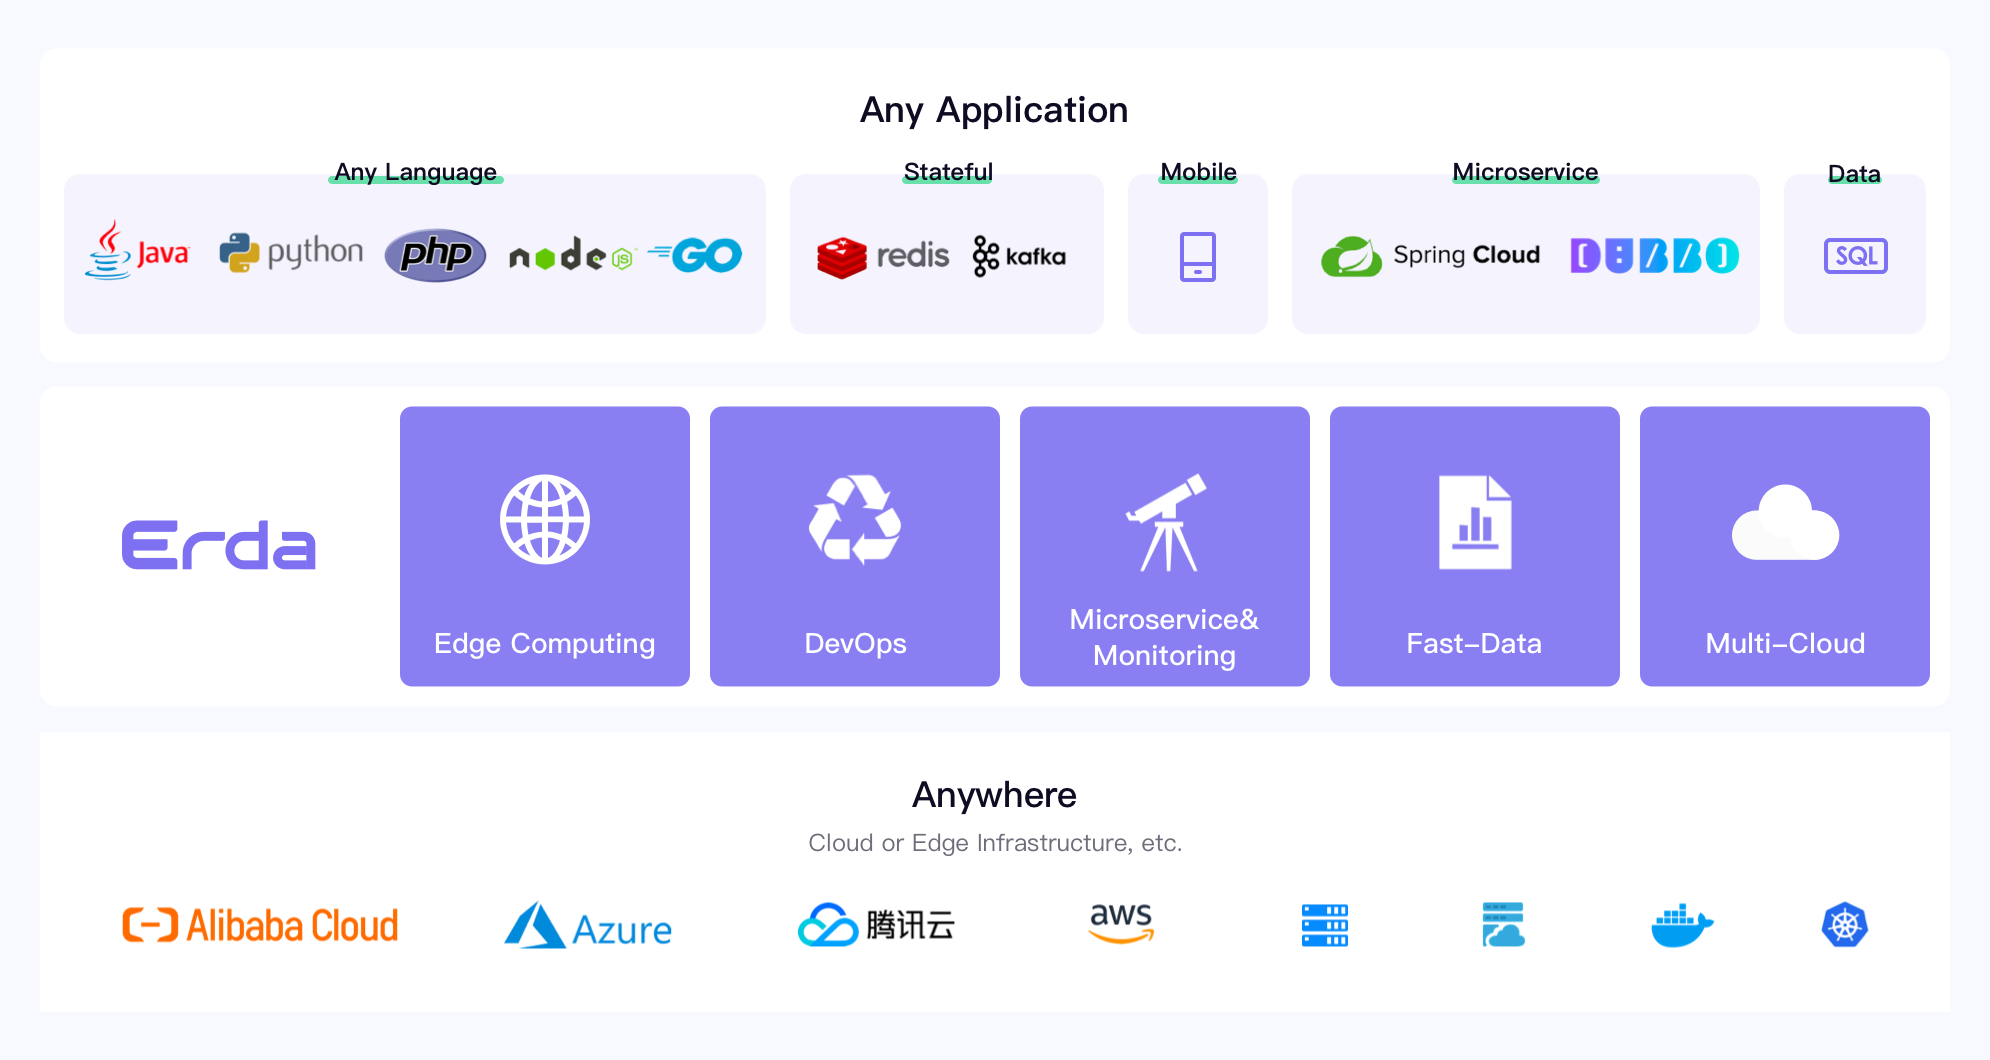 Any Application
Any Language
Stateful
Mobile
Microservice
Data
Java
python
php
node
JS
GO
redis
kafka
Spring Cloud
DUBBO
SQL
Erda
Edge Computing
DevOps
Microservice&
Monitoring
Fast-Data
Multi-Cloud
Anywhere
Cloud or Edge Infrastructure, etc.
Alibaba Cloud
Azure
腾讯云
aws